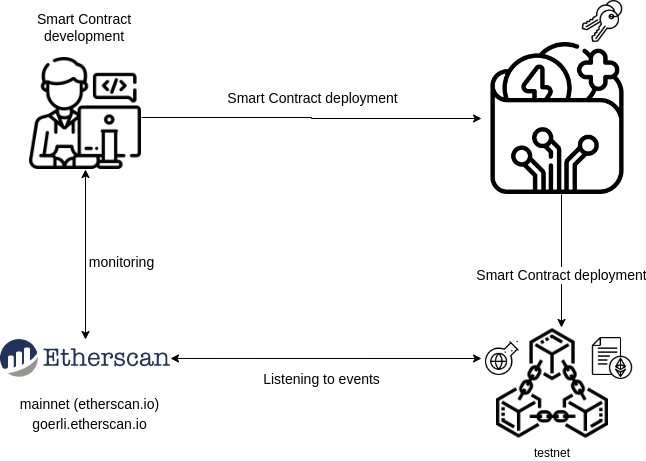 Smart Contract
development
</>
Smart Contract deployment
monitoring
Smart Contract deployment
Etherscan
mainnet (etherscan.io)
goerli.etherscan.io
Listening to events
testnet